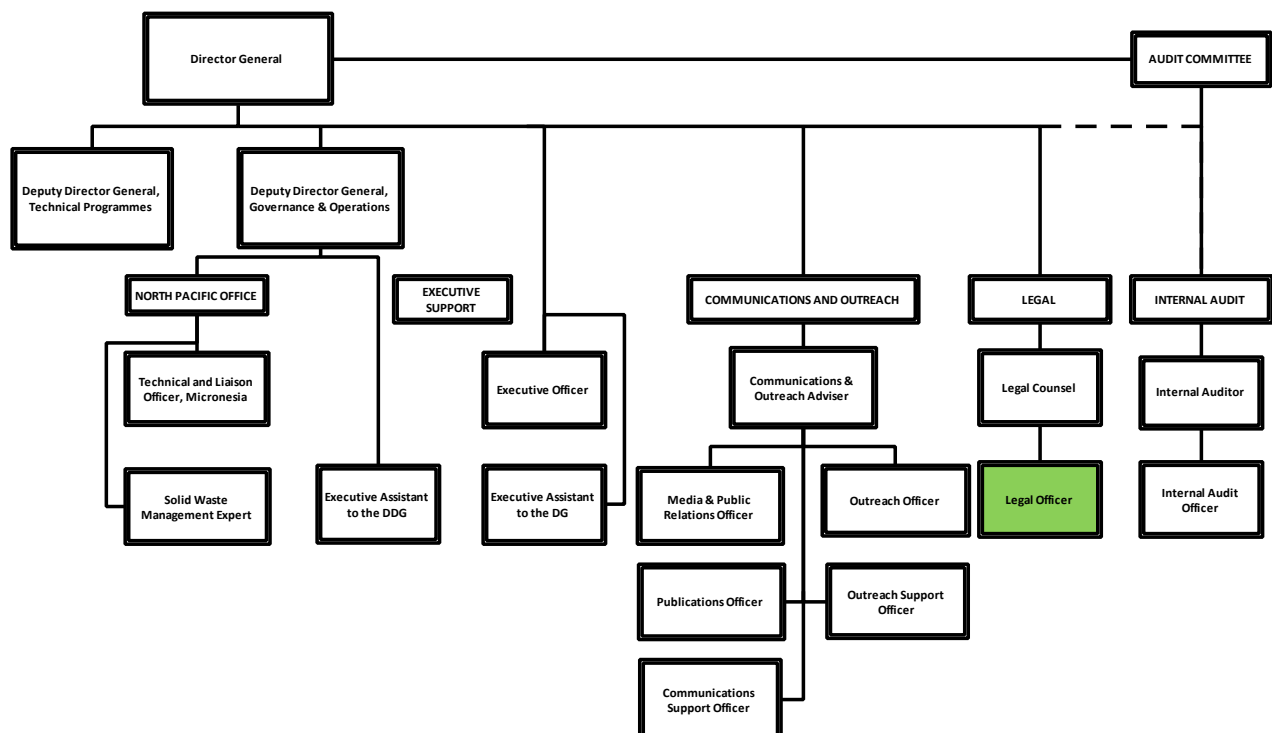 Director General
AUDIT COMMITTEE
Deputy Director General,
Technical Programmes
Deputy Director General,
Governance & Operations
NORTH PACIFIC OFFICE
EXECUTIVE
SUPPORT
COMMUNICATIONS AND OUTREACH
LEGAL
INTERNAL AUDIT
Technical and Liaison
Officer, Micronesia
Executive Officer
Communications &
Outreach Adviser
Legal Counsel
Internal Auditor
Solid Waste
Management Expert
Executive Assistant
to the DDG
Executive Assistant
to the DG
Media & Public
Relations Officer
Outreach Officer
Legal Officer
Internal Audit
Officer
Publications Officer
Outreach Support
Officer
Communications
Support Officer